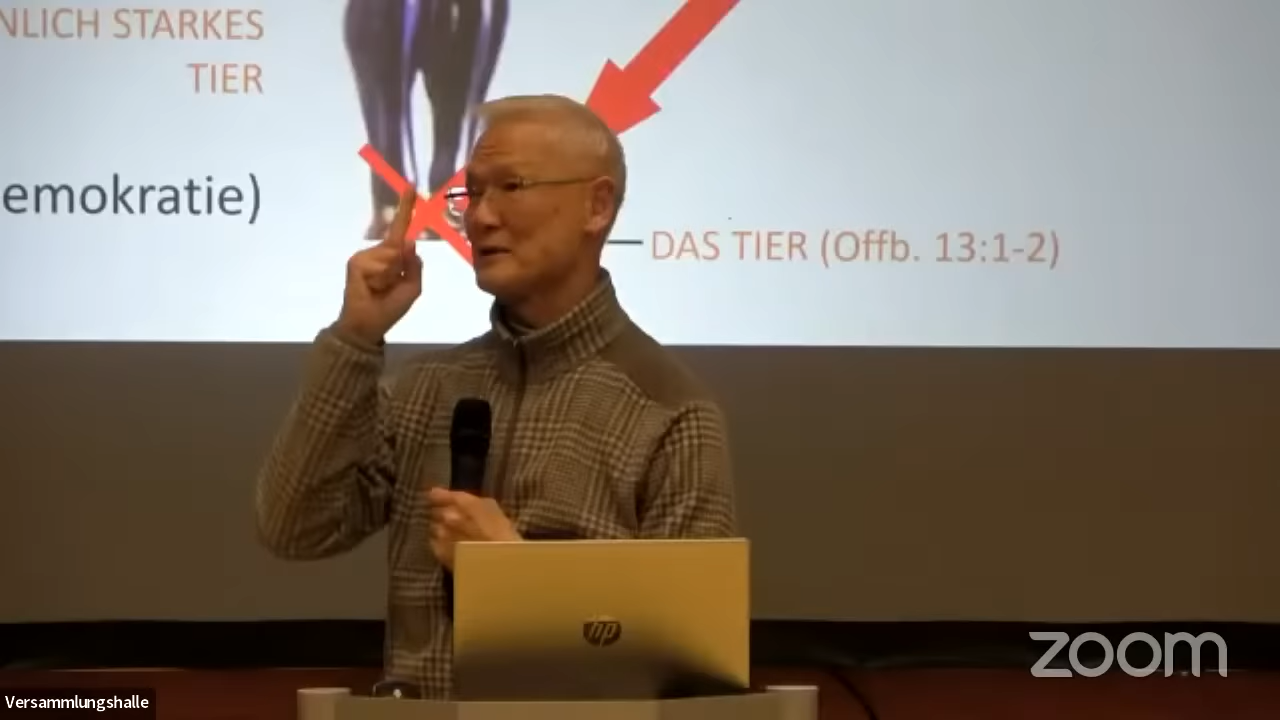 NLICH STARKES
TIER
emokratie)
DAS TIER (Offb. 13:1-2)
hp
zoom
Versammlungshalle